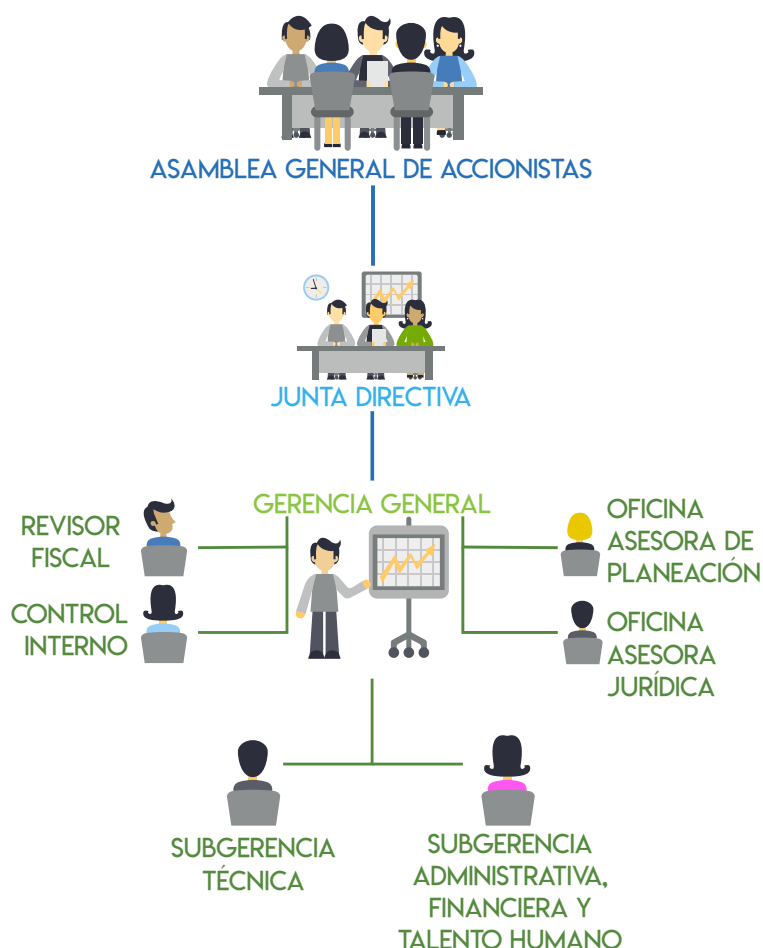 ASAMBLEA GENERAL DE ACCIONISTAS
JUNTA DIRECTIVA
GERENCIA GENERAL
REVISOR
FISCAL
CONTROL
INTERNO
OFICINA
ASESORA DE
PLANEACIÓN
OFICINA
ASESORA
JURÍDICA
SUBGERENCIA
TÉCNICA
SUBGERENCIA
ADMINISTRATIVA,
FINANCIERA Y
TALENTO HUMANO